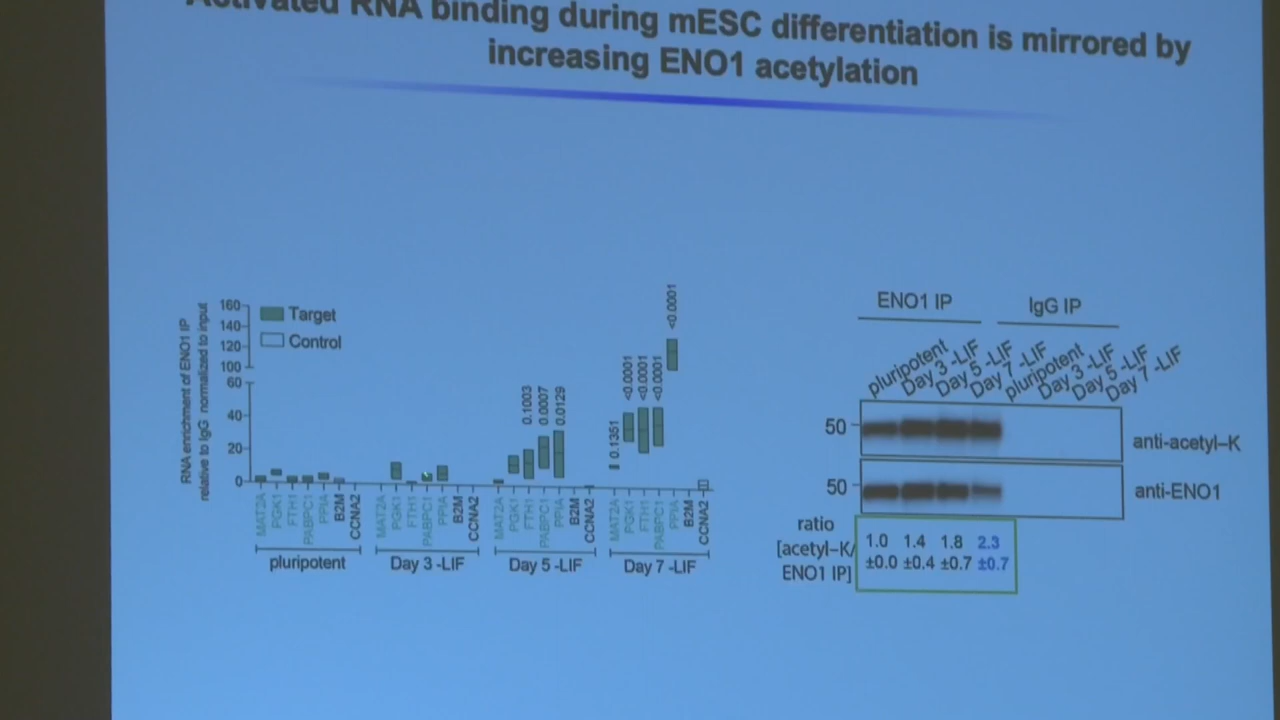 Activated RNA binding during mESC differentiation is mirrored by
increasing ENO1 acetylation
RNA enrichment of ENO1 IP
relative to IgG normalized to input
160
140
120
100
60
40
20
0
Target
Control
0.1003
0.0007
0.0129
0.1351
<0.0001
<0.0001
<0.0001
<0.0001
MAT2A PGK1 FTH1 PABPC1 PPIA B2M CCNA2
MAT2A PGK1 FTH1 PABPC1 PPIA B2M CCNA2
MAT2A PGK1 FTH1 PABPC1 PPIA B2M CCNA2
MAT2A PGK1 FTH1 PABPC1 PPIA B2M CCNA2
pluripotent Day 3 -LIF Day 5 -LIF Day 7 -LIF
ENO1 IP IgG IP
pluripotent Day 3 -LIF Day 5 -LIF Day 7 -LIF pluripotent Day 3 -LIF Day 5 -LIF Day 7 -LIF
50 anti-acetyl–K
50 anti-ENO1
ratio
[acetyl–K/
ENO1 IP]
1.0 1.4 1.8 2.3
±0.0 ±0.4 ±0.7 ±0.7